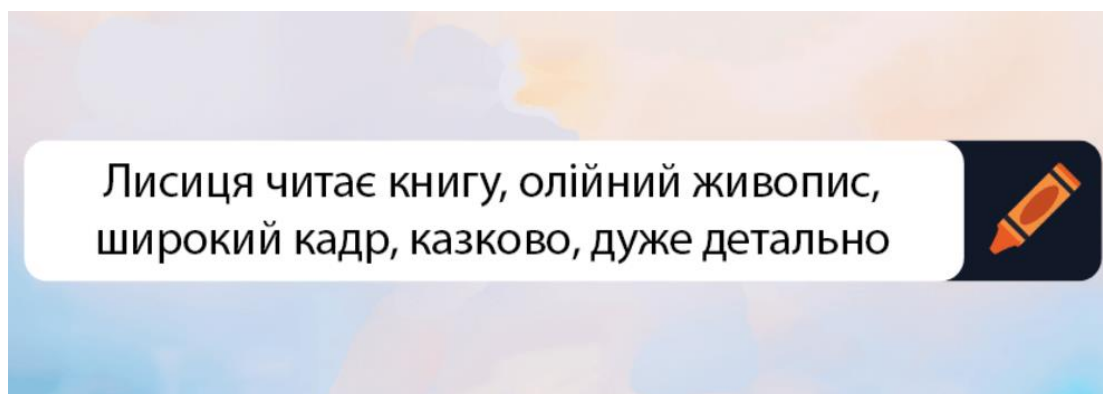 Лисиця читає книгу, олійний живопис,
широкий кадр, казково, дуже детально